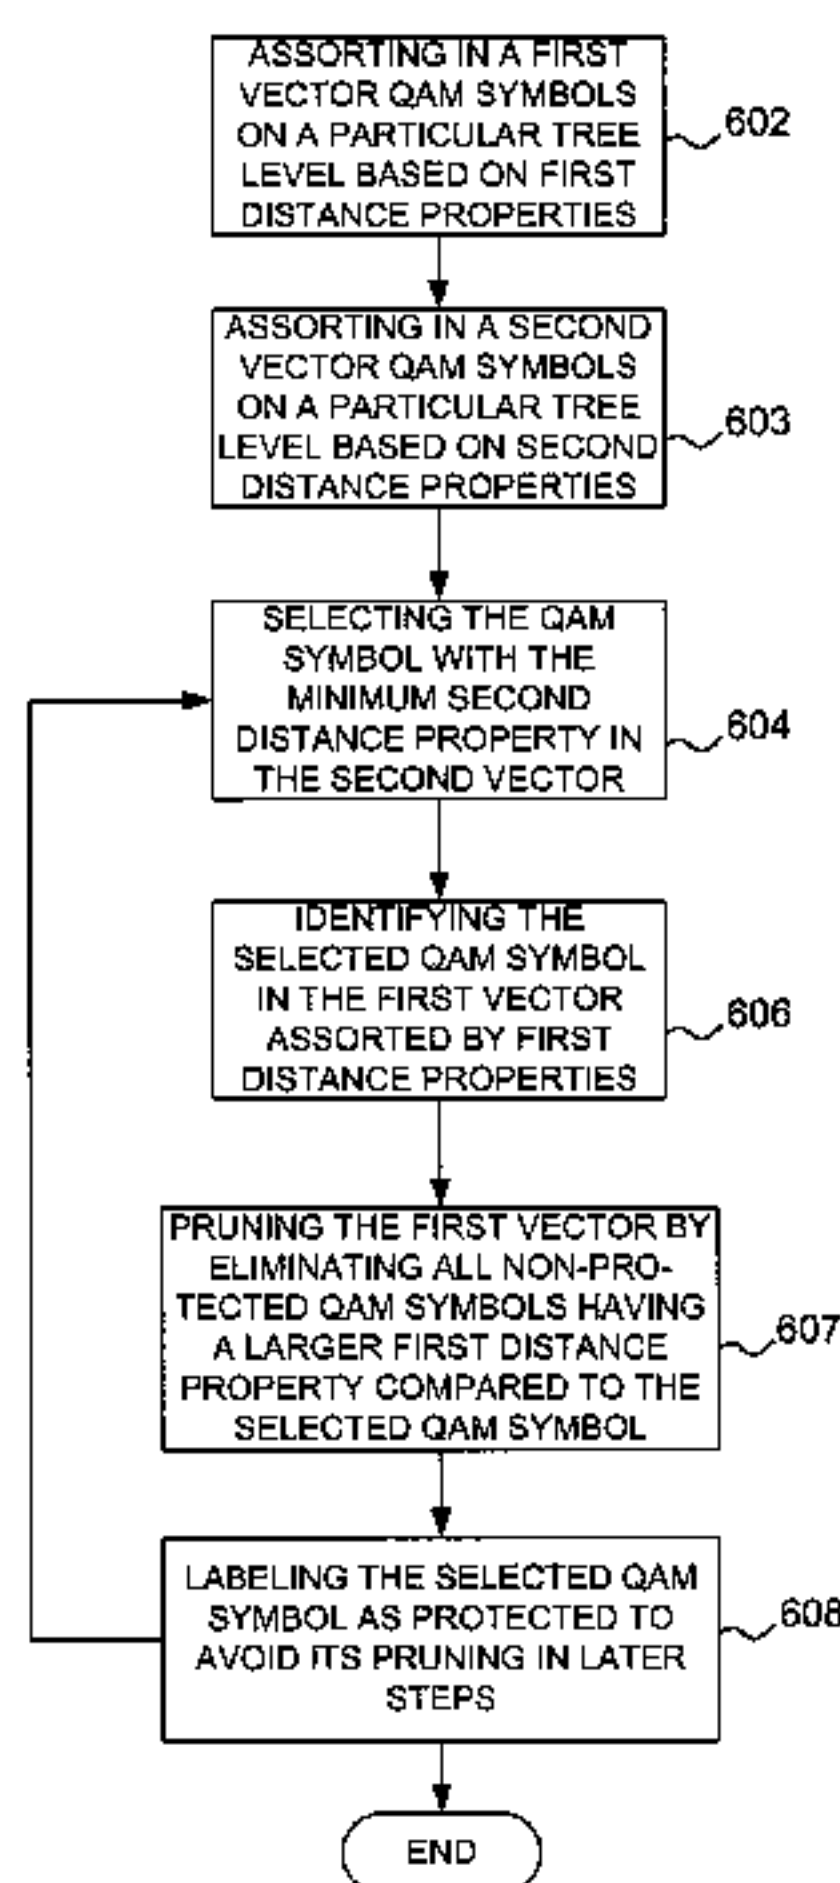 ASSORTING IN A FIRST
VECTOR QAM SYMBOLS
ON A PARTICULAR TREE
LEVEL BASED ON FIRST
DISTANCE PROPERTIES
602
ASSORTING IN A SECOND
VECTOR QAM SYMBOLS
ON A PARTICULAR TREE
LEVEL BASED ON SECOND
DISTANCE PROPERTIES
603
SELECTING THE QAM
SYMBOL WITH THE
MINIMUM SECOND
DISTANCE PROPERTY IN
THE SECOND VECTOR
604
IDENTIFYING THE
SELECTED QAM SYMBOL
IN THE FIRST VECTOR
ASSORTED BY FIRST
DISTANCE PROPERTIES
606
PRUNING THE FIRST VECTOR BY
ELIMINATING ALL NON-PRO-
TECTED QAM SYMBOLS HAVING
A LARGER FIRST DISTANCE
PROPERTY COMPARED TO THE
SELECTED QAM SYMBOL
607
LABELING THE SELECTED QAM
SYMBOL AS PROTECTED TO
AVOID ITS PRUNING IN LATER
STEPS
608
END